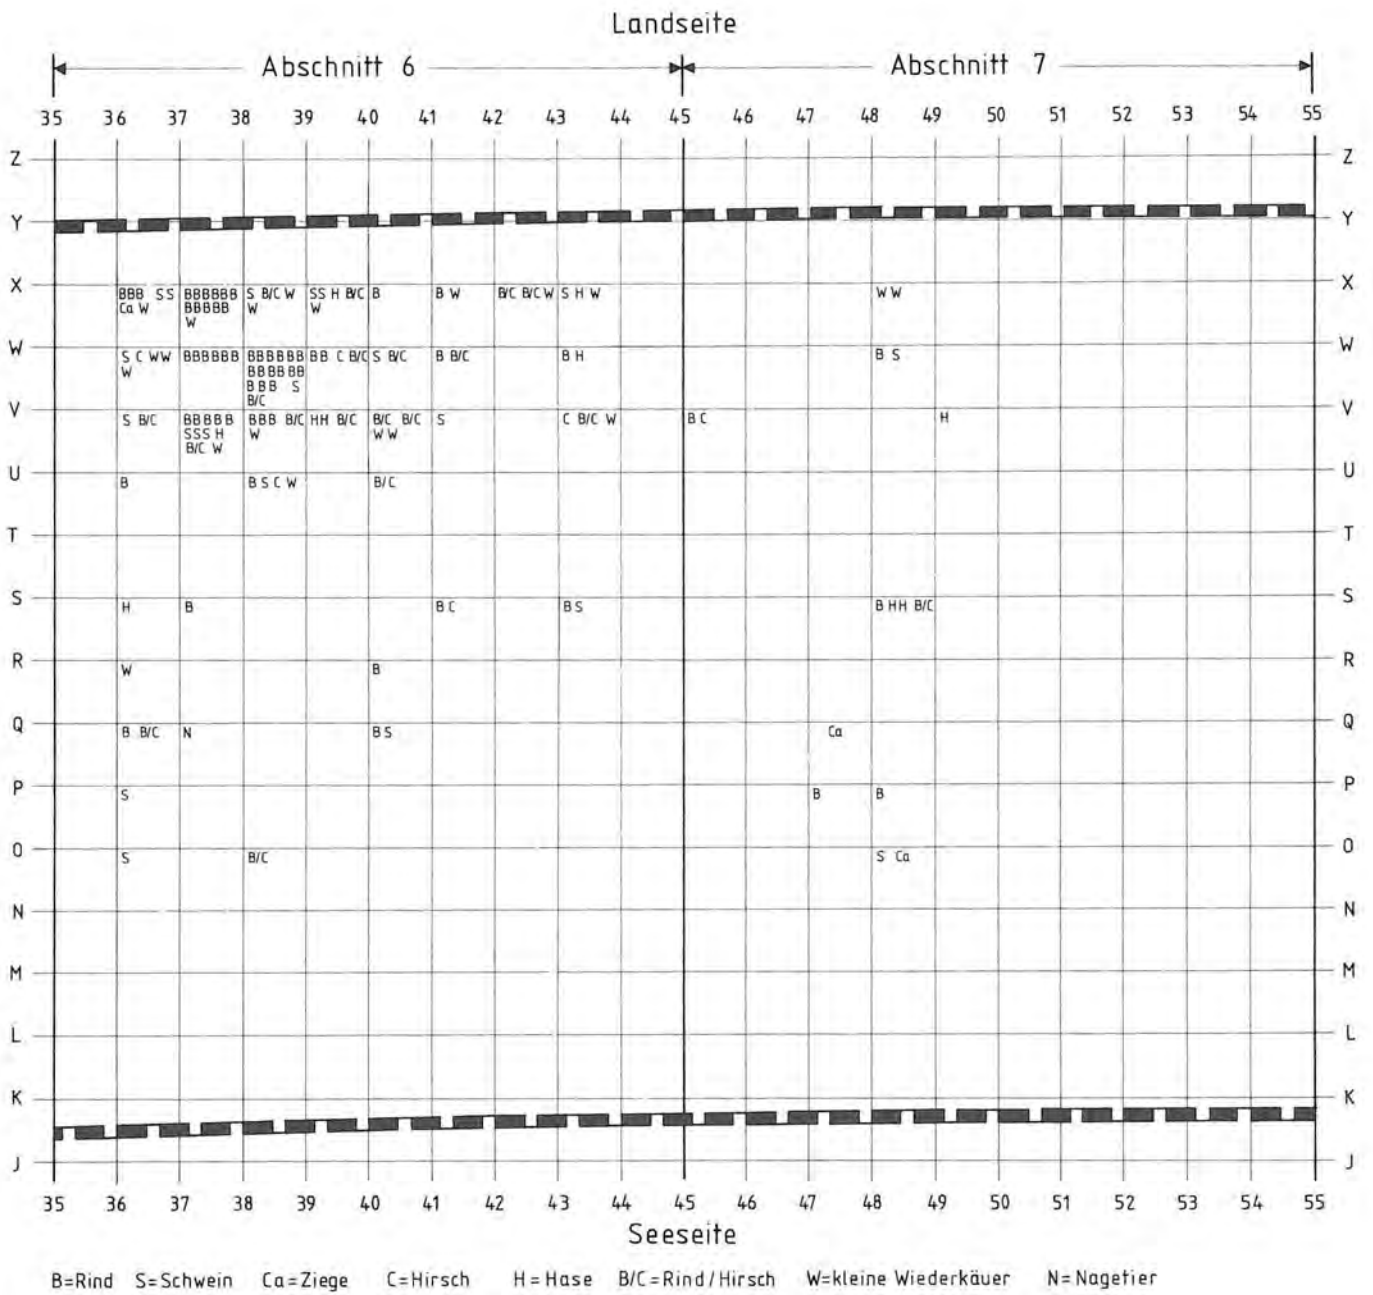 Landseite
Abschnitt 6 Abschnitt 7
35 36 37 38 39 40 41 42 43 44 45 46 47 48 49 50 51 52 53 54 55
Z Z
Y Y
X X
BBB SS BBBBBB S B/C W SS H B/C B B W B/C B/C W S H W W W
Ca W BBBBB W W
W
W W
S C WW BBBBBB BBBBBB BB C B/C S B/C B B/C B H B S
W BBBBBB
BBB S
B/C
V V
S B/C BBBBB BBB B/C HH B/C B/C B/C S C B/C W B C H
SSS H W W W
B/C W
U U
B B S C W B/C
T T
S S
H B B C B S B HH B/C
R R
W B
Q Q
B B/C N B S Ca
P P
S B B
O O
S B/C S Ca
N N
M M
L L
K K
J J
35 36 37 38 39 40 41 42 43 44 45 46 47 48 49 50 51 52 53 54 55
Seeseite
B=Rind S=Schwein Ca=Ziege C=Hirsch H=Hase B/C=Rind/Hirsch W=kleine Wiederkäuer N=Nagetier